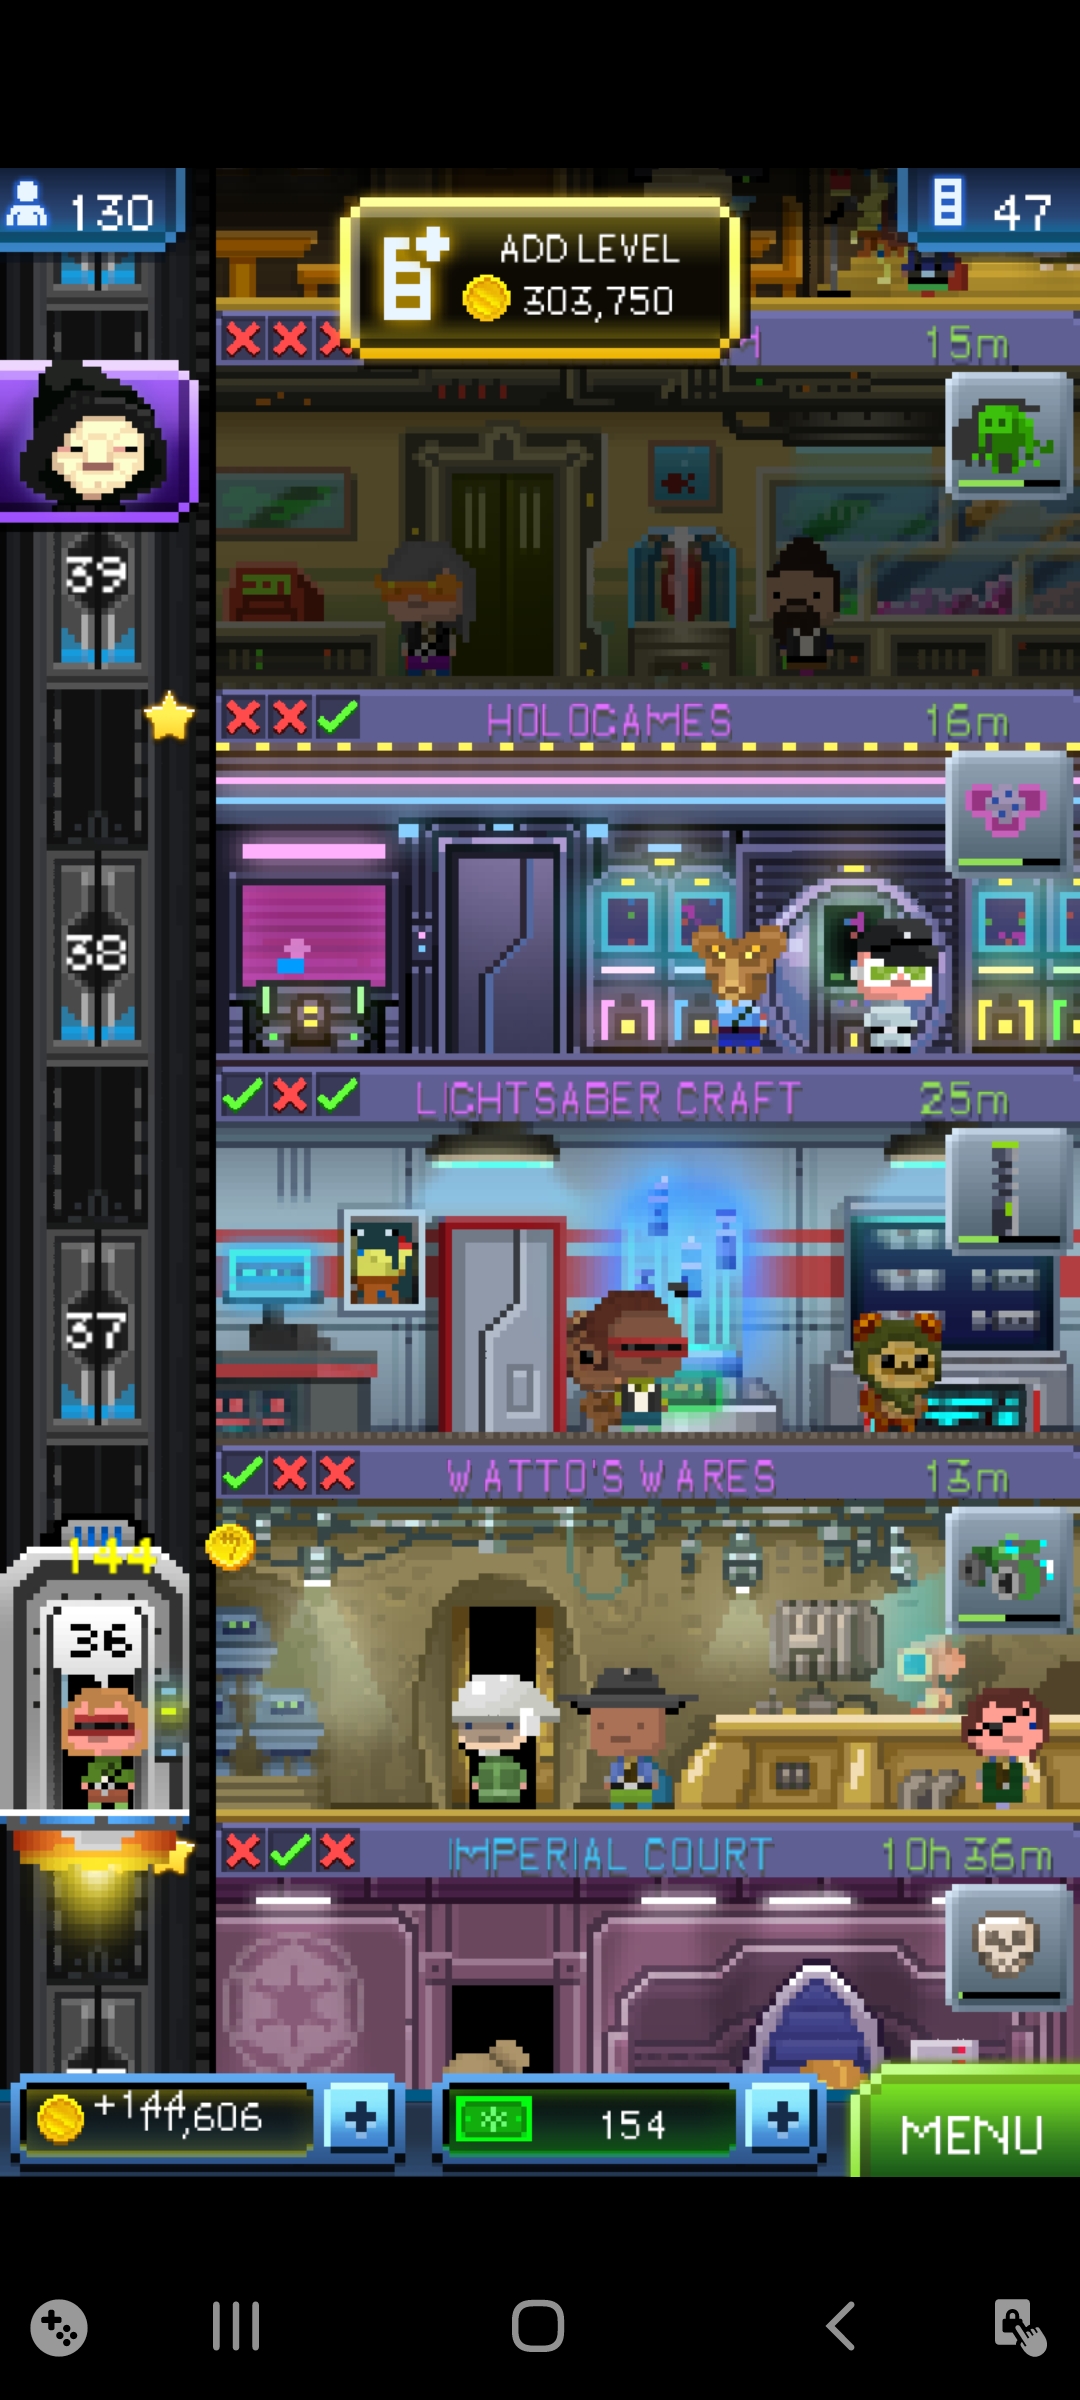 130
ADD LEVEL
303,750
47
15m
39
HOLOGAMES
16m
38
LIGHTSABER CRAFT
25m
37
WATTO'S WARES
13m
144
36
IMPERIAL COURT
10h 36m
+144
,606
154
MENU